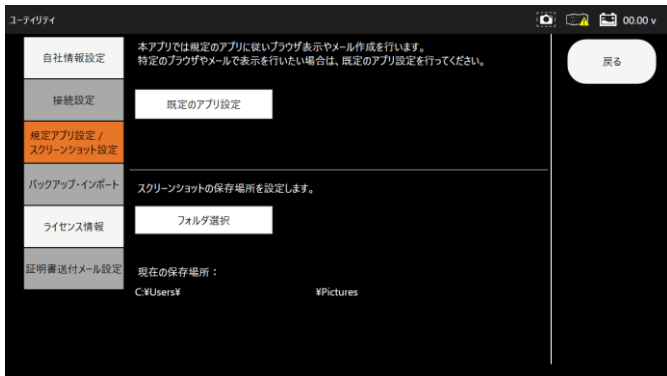 ユーティリティ
00.00 v
自社情報設定
接続設定
規定アプリ設定 /
スクリーンショット設定
バックアップ・インポート
ライセンス情報
証明書送付メール設定
本アプリでは規定のアプリに従いブラウザ表示やメール作成を行います。
特定のブラウザやメールで表示を行いたい場合は、既定のアプリ設定を行ってください。
既定のアプリ設定
スクリーンショットの保存場所を設定します。
フォルダ選択
現在の保存場所：
C:¥Users¥ ¥Pictures
戻る